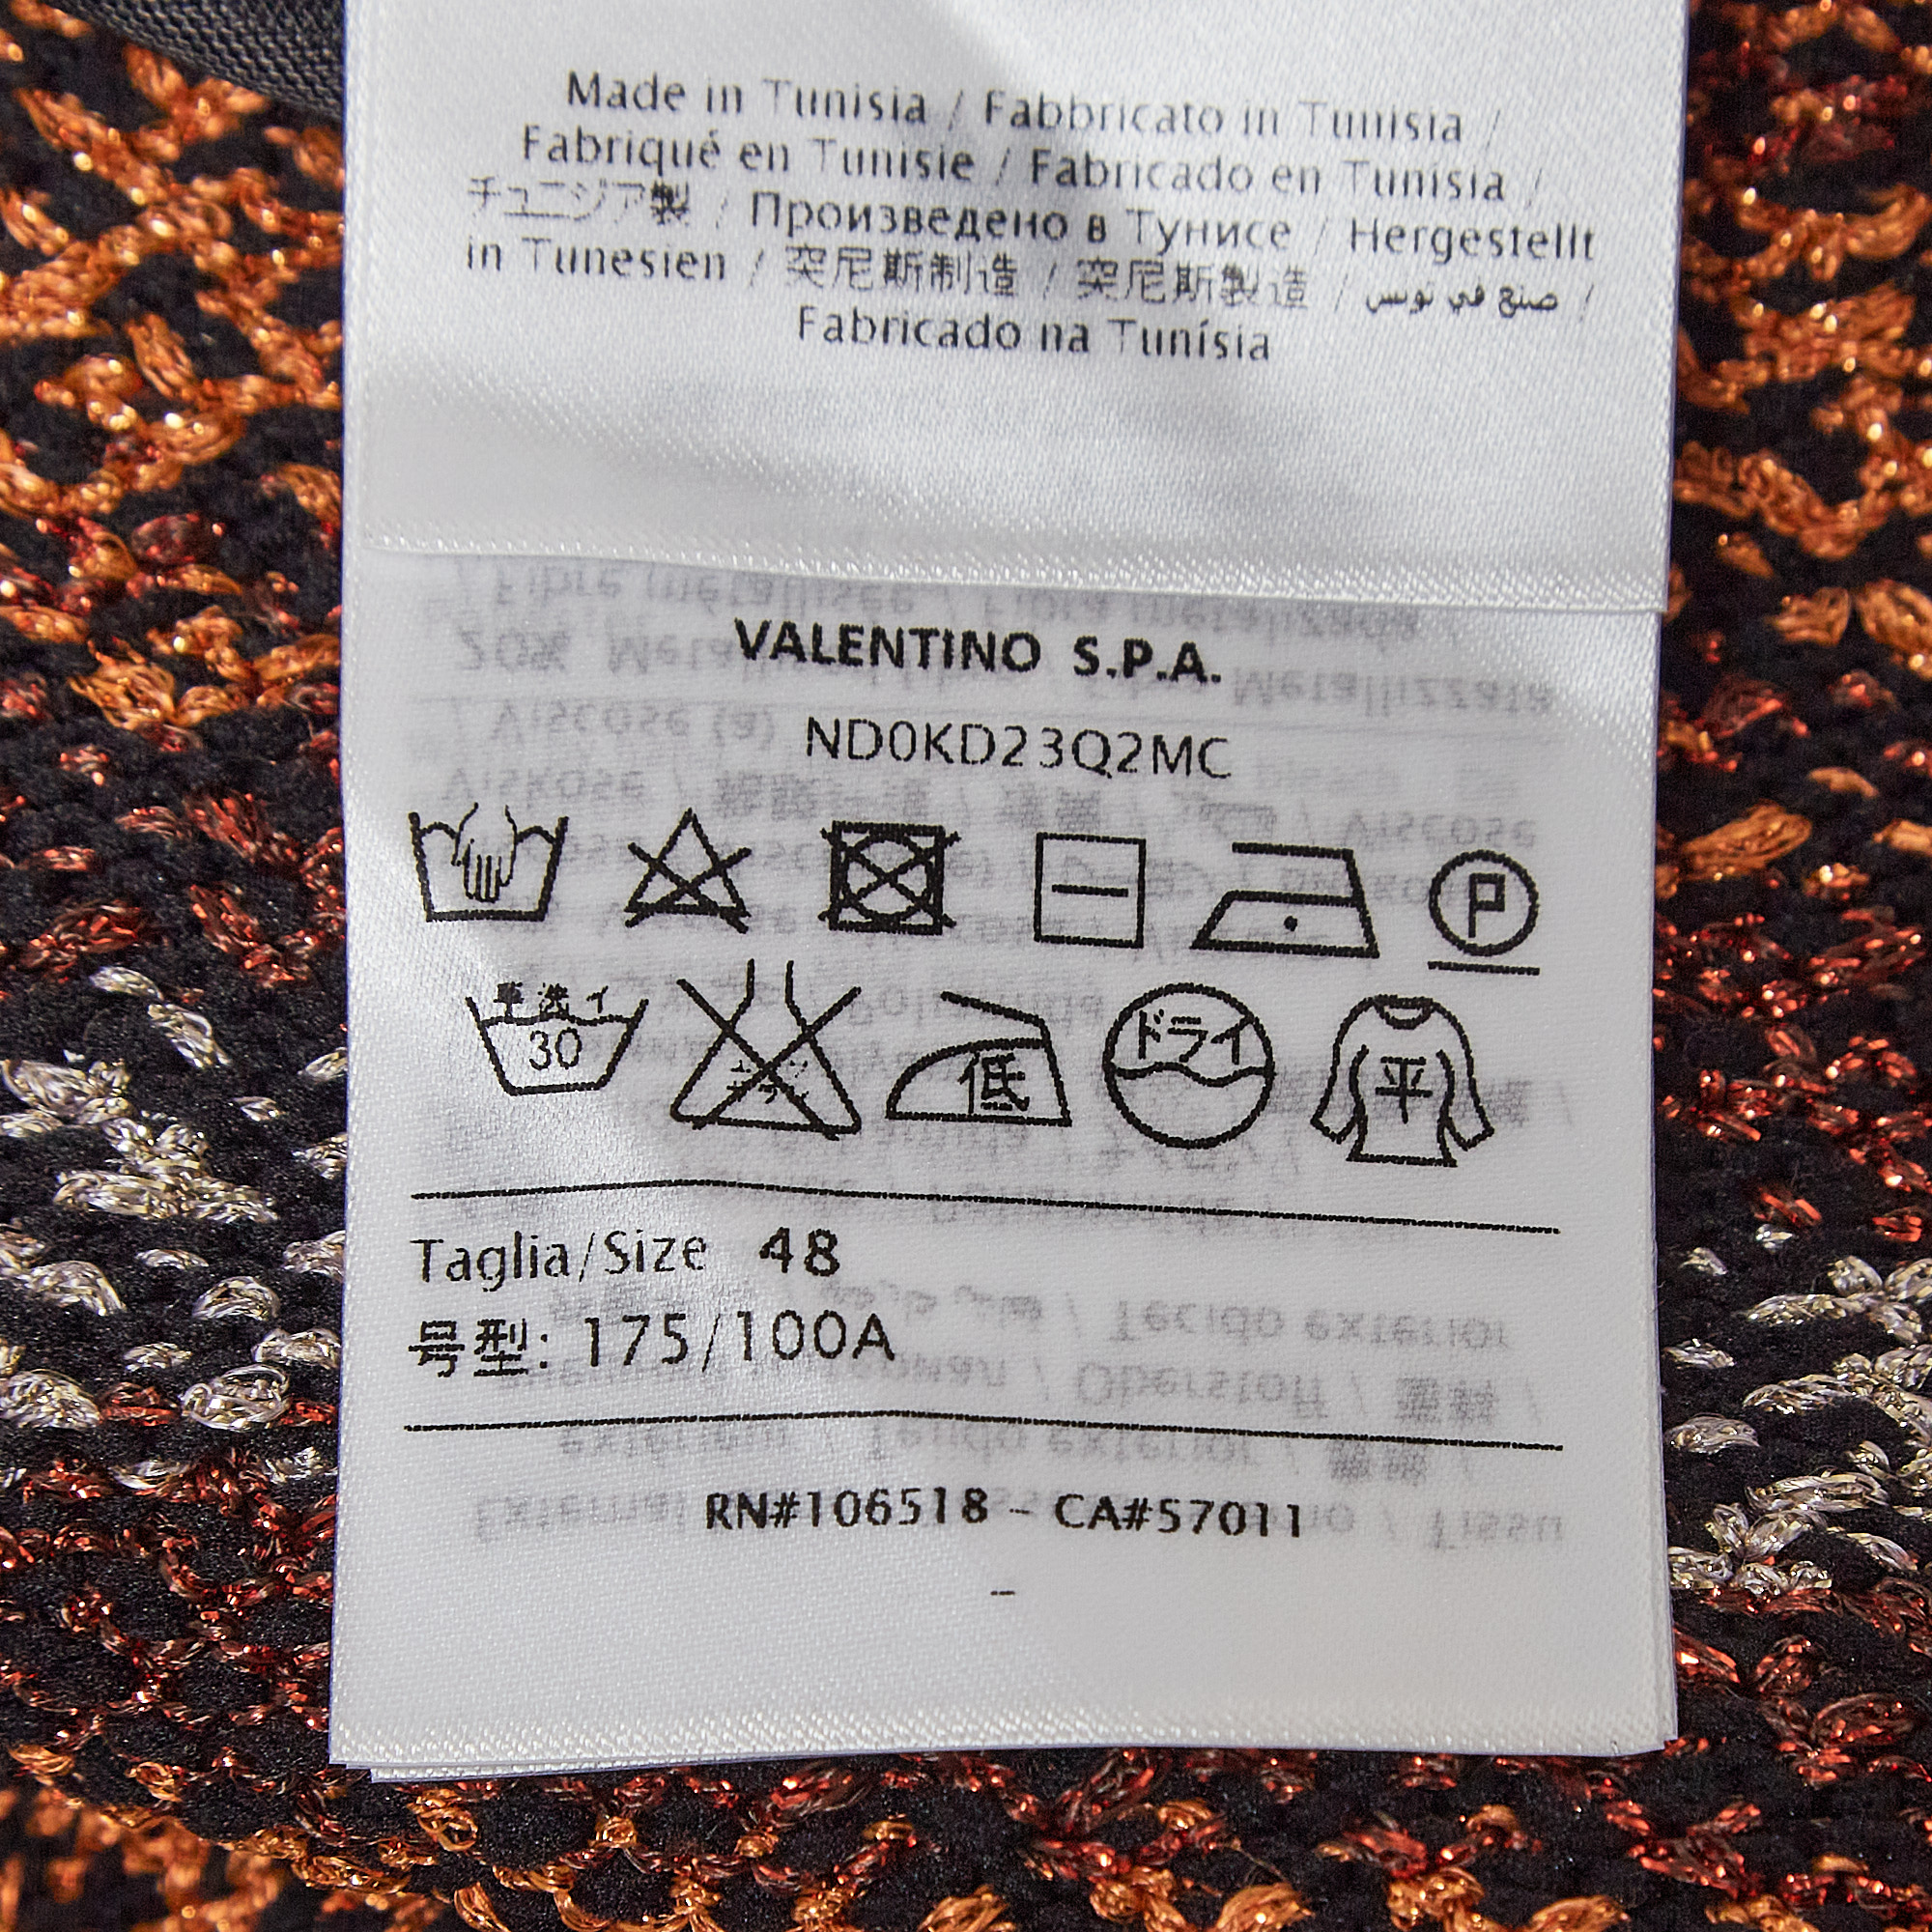 Made in Tunisia / Fabbricato in Tunisia /
Fabriqué en Tunisie / Fabricado en Tunisia /
チュニジア製 / Произведено в Тунисе / Hergestellt
in Tunesien / 突尼斯制造 / 突尼斯製造 / صنع في تونس /
Fabricado na Tunísia
VALENTINO S.P.A.
ND0KD23Q2MC
P
30
低
ドライ
平
Taglia/Size 48
号型: 175/100A
RN#106518 - CA#57011
-